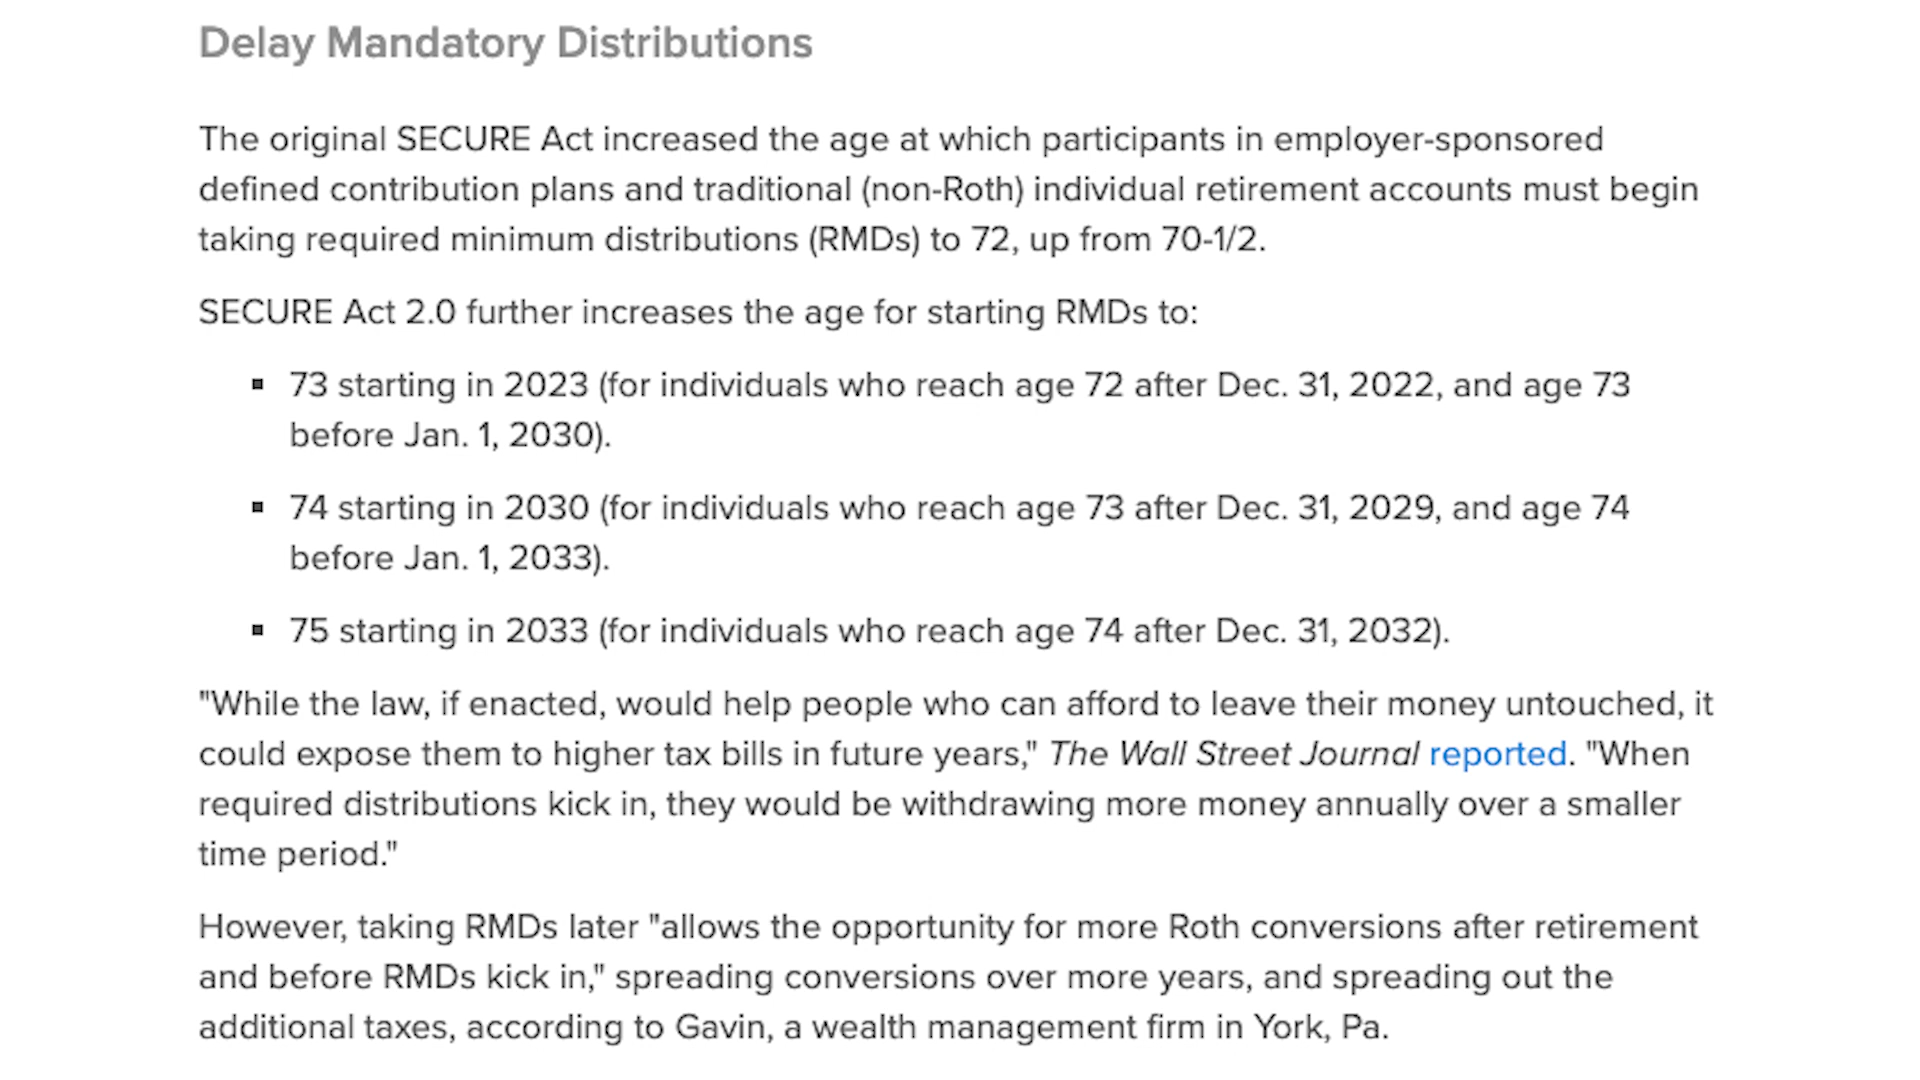 Delay Mandatory Distributions
The original SECURE Act increased the age at which participants in employer-sponsored
defined contribution plans and traditional (non-Roth) individual retirement accounts must begin
taking required minimum distributions (RMDs) to 72, up from 70-1/2.
SECURE Act 2.0 further increases the age for starting RMDs to:
▪ 73 starting in 2023 (for individuals who reach age 72 after Dec. 31, 2022, and age 73
before Jan. 1, 2030).
▪ 74 starting in 2030 (for individuals who reach age 73 after Dec. 31, 2029, and age 74
before Jan. 1, 2033).
▪ 75 starting in 2033 (for individuals who reach age 74 after Dec. 31, 2032).
"While the law, if enacted, would help people who can afford to leave their money untouched, it
could expose them to higher tax bills in future years," The Wall Street Journal reported. "When
required distributions kick in, they would be withdrawing more money annually over a smaller
time period."
However, taking RMDs later "allows the opportunity for more Roth conversions after retirement
and before RMDs kick in," spreading conversions over more years, and spreading out the
additional taxes, according to Gavin, a wealth management firm in York, Pa.